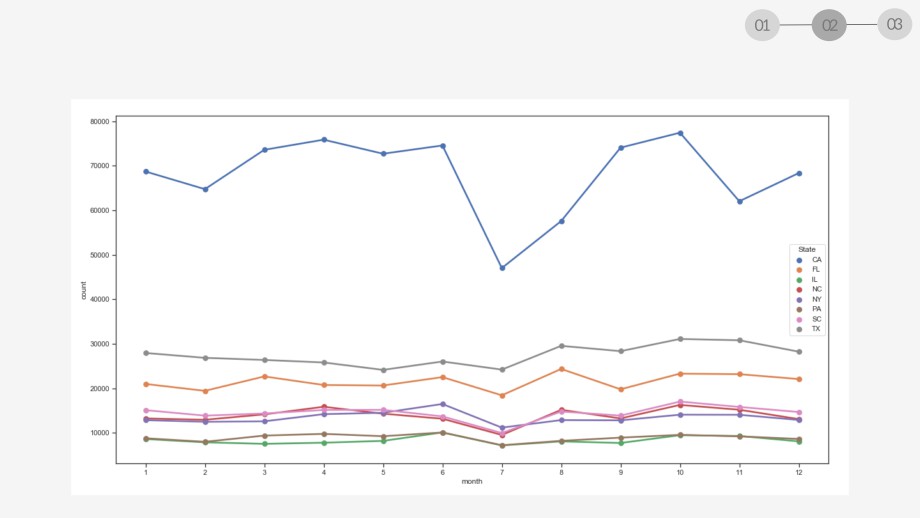 01 02 03
80000
70000
60000
50000
40000
30000
20000
10000
count
1 2 3 4 5 6 7 8 9 10 11 12
month
State
CA
FL
IL
NC
NY
PA
SC
TX